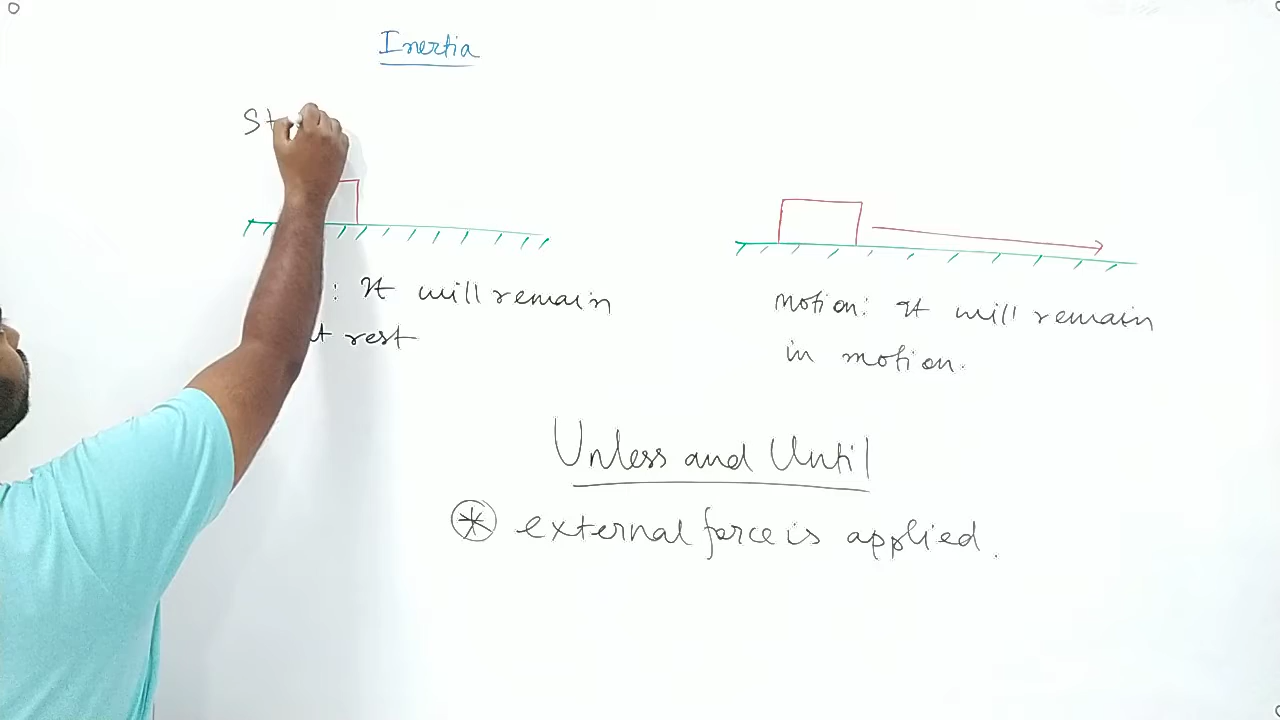 Inertia
St
: It will remain
at rest
motion: It will remain
in motion.
Unless and Until
* external force is applied.